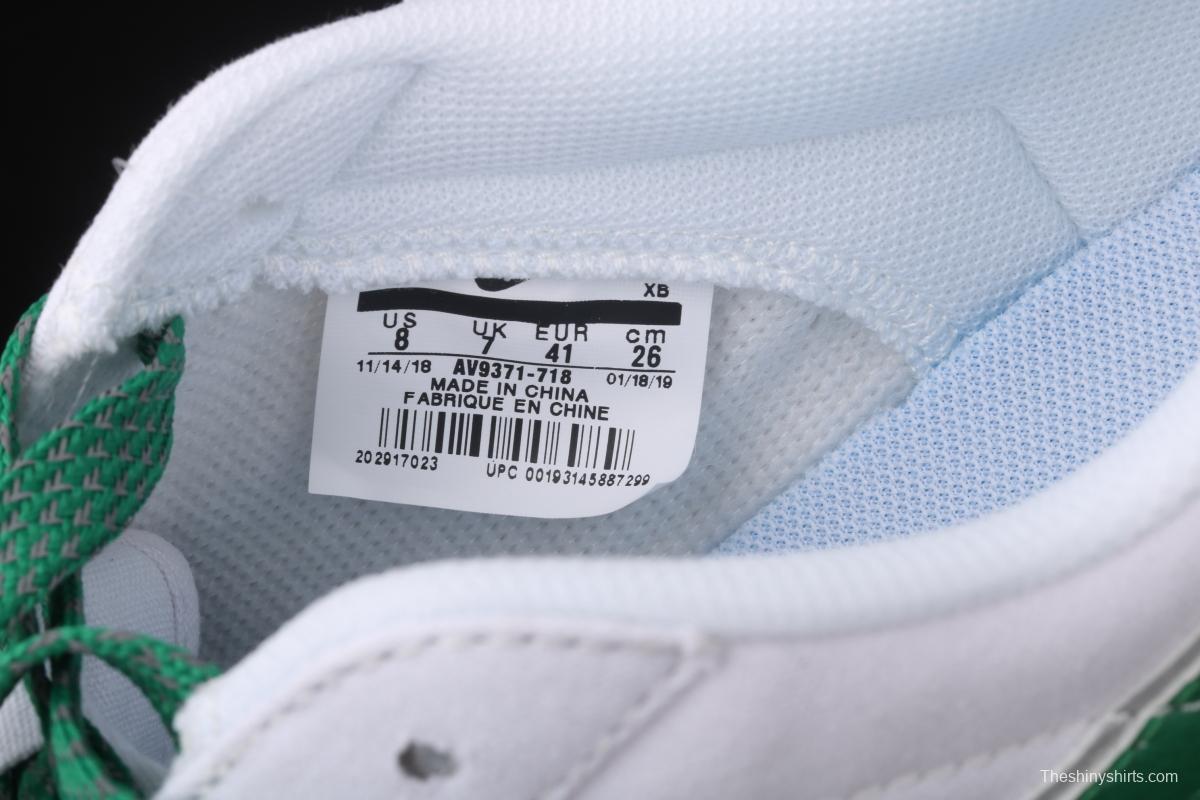 XB
US UK EUR cm
8 7 41 26
11/14/18 AV9371-718 01/18/19
MADE IN CHINA
FABRIQUE EN CHINE
202917023 UPC 00193145887299
Theshinyshirts.com